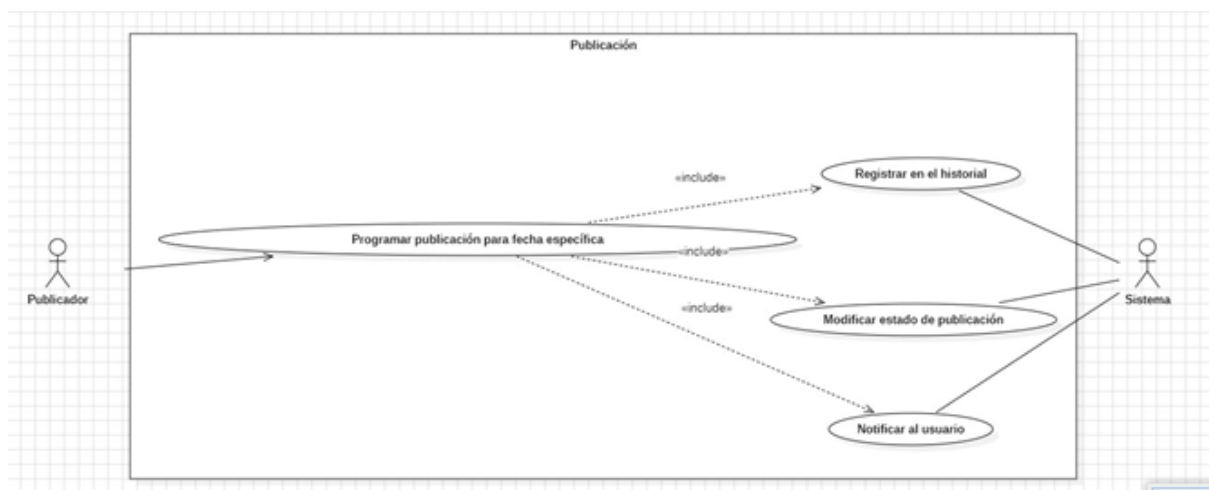 Publicación
«include»
Registrar en el historial
Programar publicación para fecha específica
«include»
Publicador
Sistema
«include»
Modificar estado de publicación
Notificar al usuario